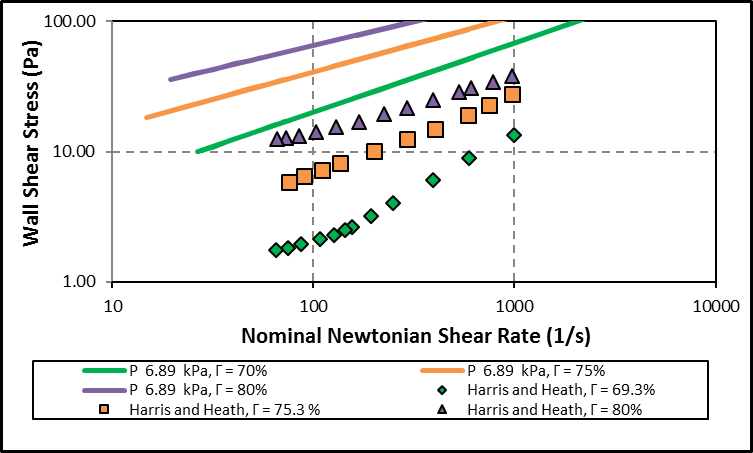 100.00
10.00
1.00
Wall Shear Stress (Pa)
10 100 1000 10000
Nominal Newtonian Shear Rate (1/s)
P 6.89 kPa, Γ = 70%
P 6.89 kPa, Γ = 75%
P 6.89 kPa, Γ = 80%
Harris and Heath, Γ = 69.3%
Harris and Heath, Γ = 75.3 %
Harris and Heath, Γ = 80%